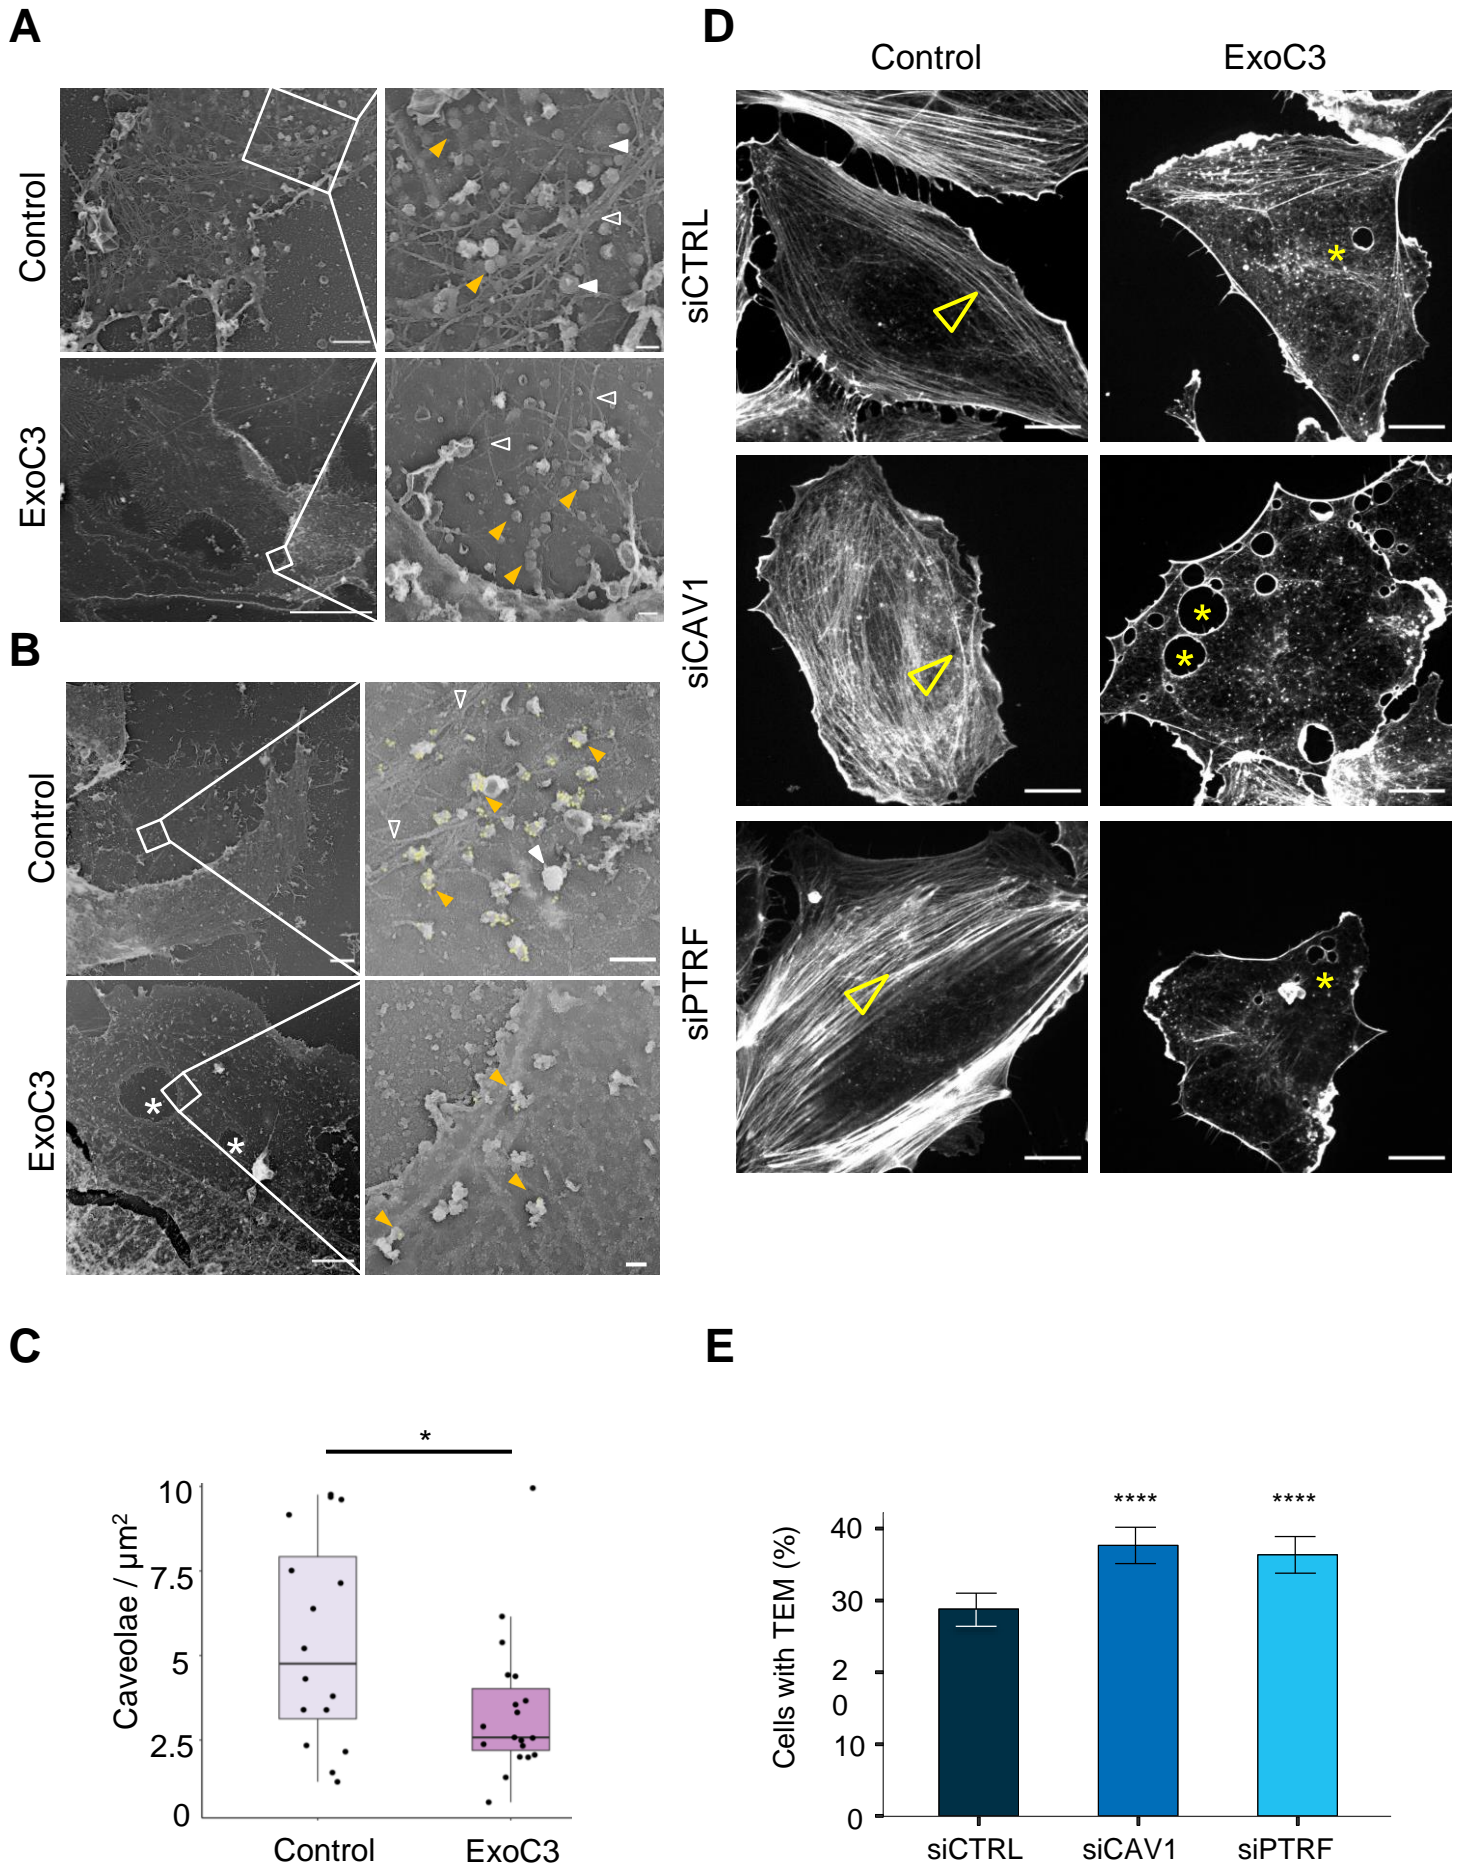 A
Control
ExoC3
B
Control
ExoC3
*
*
C
*
Caveolae / μm²
10
7.5
5
2.5
0
Control
ExoC3
D
Control
ExoC3
siCTRL
*
siCAV1
*
*
siPTRF
*
E
Cells with TEM (%)
****
****
40
30
2
0
10
0
siCTRL
siCAV1
siPTRF